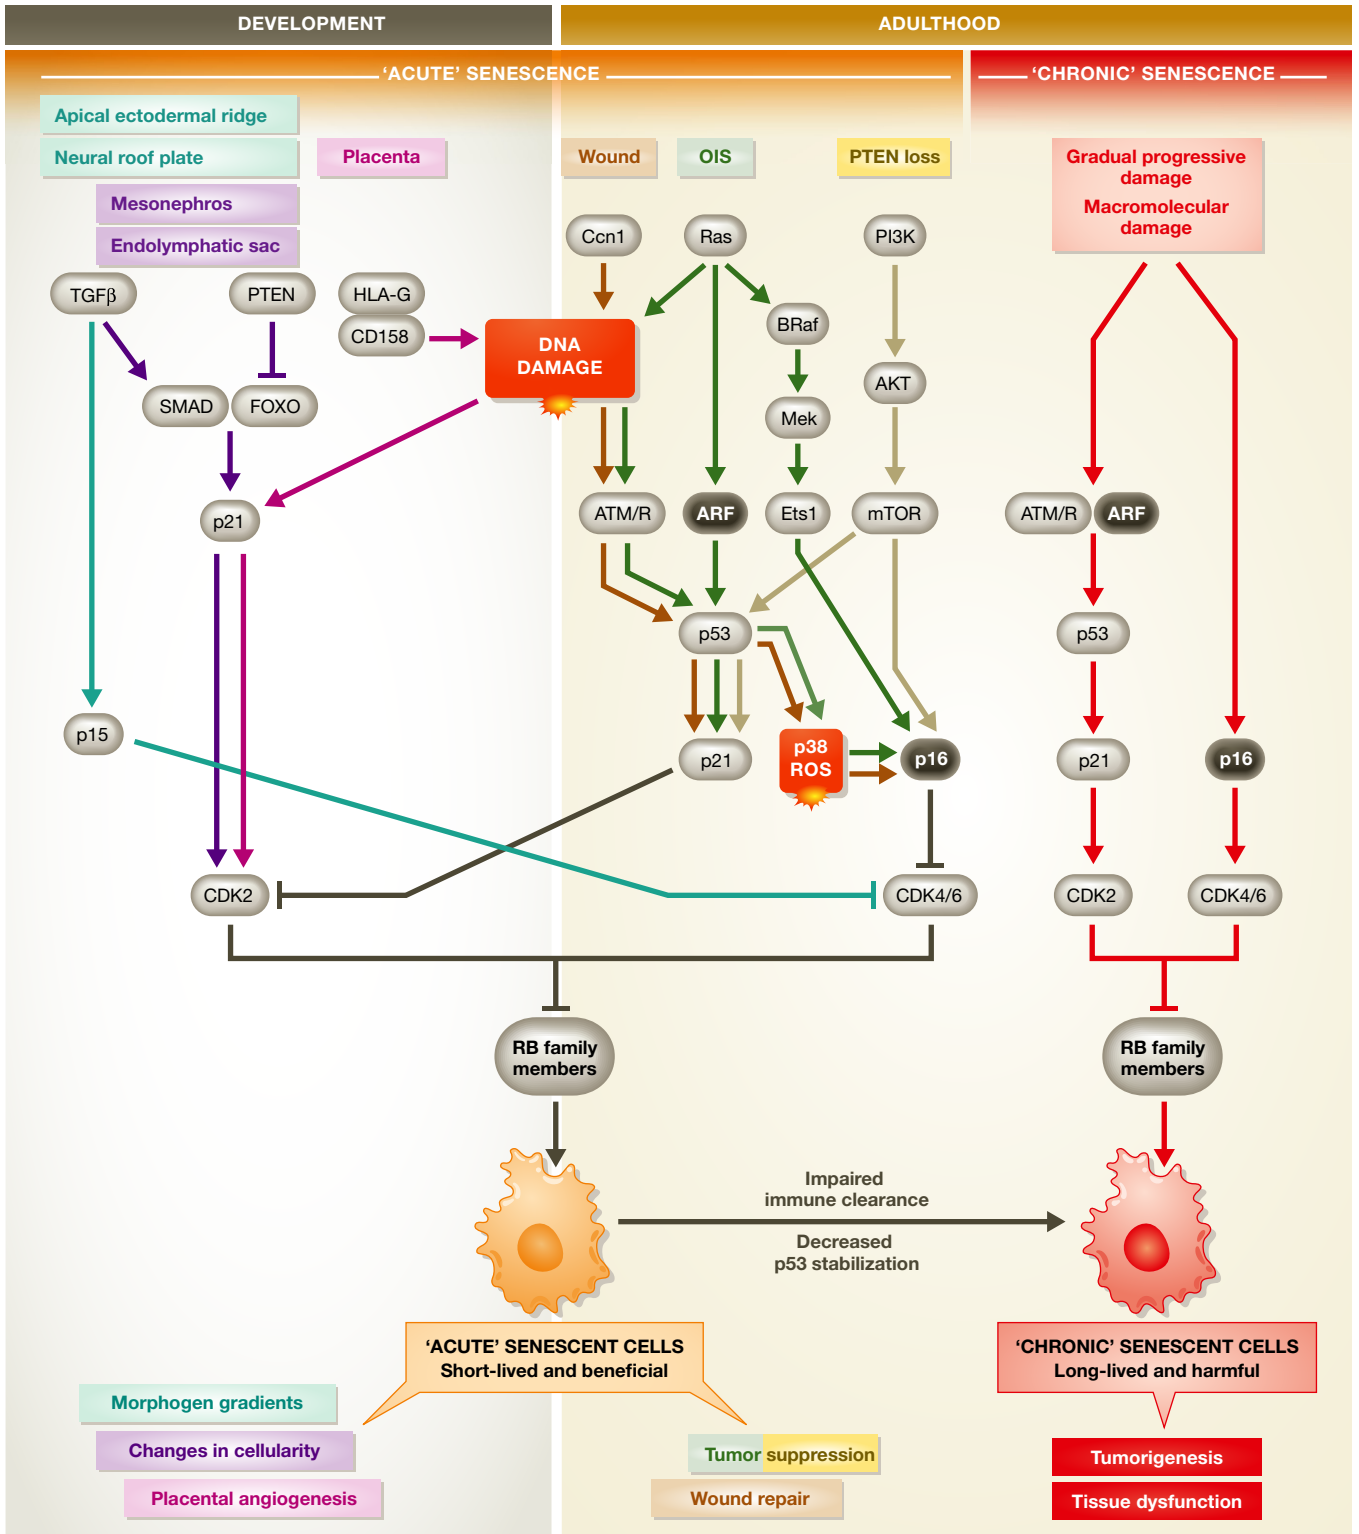 DEVELOPMENT
ADULTHOOD
‘ACUTE’ SENESCENCE
‘CHRONIC’ SENESCENCE
Apical ectodermal ridge
Neural roof plate
Placenta
Mesonephros
Endolymphatic sac
Wound
OIS
PTEN loss
Gradual progressive
damage
Macromolecular
damage
Ccn1
Ras
PI3K
TGFβ
PTEN
HLA-G
CD158
DNA
DAMAGE
BRaf
AKT
SMAD
FOXO
Mek
p21
ATM/R
ARF
Ets1
mTOR
ATM/R
ARF
p53
p53
p15
p21
p38
ROS
p16
p21
p16
CDK2
CDK4/6
CDK2
CDK4/6
RB family
members
RB family
members
Impaired
immune clearance
Decreased
p53 stabilization
‘ACUTE’ SENESCENT CELLS
Short-lived and beneficial
‘CHRONIC’ SENESCENT CELLS
Long-lived and harmful
Morphogen gradients
Changes in cellularity
Placental angiogenesis
Tumor suppression
Wound repair
Tumorigenesis
Tissue dysfunction